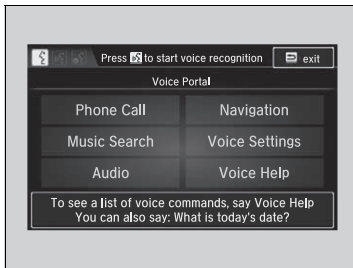 Press to start voice recognition exit
Voice Portal
Phone Call Navigation
Music Search Voice Settings
Audio Voice Help
To see a list of voice commands, say Voice Help
You can also say: What is today's date?